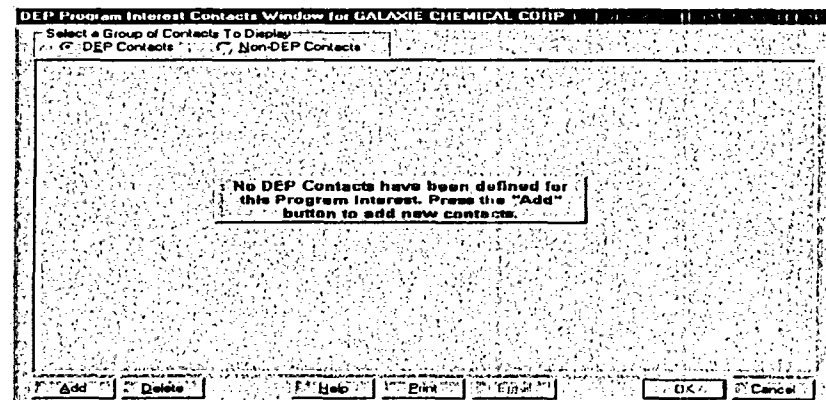 DEP Program Interest Contacts Window for GALAXIE CHEMICAL CORP
Select a Group of Contacts To Display
DEP Contacts Non-DEP Contacts
No DEP Contacts have been defined for
this Program Interest. Press the "Add"
button to add new contacts.
Add Delete Help Print Email OK Cancel